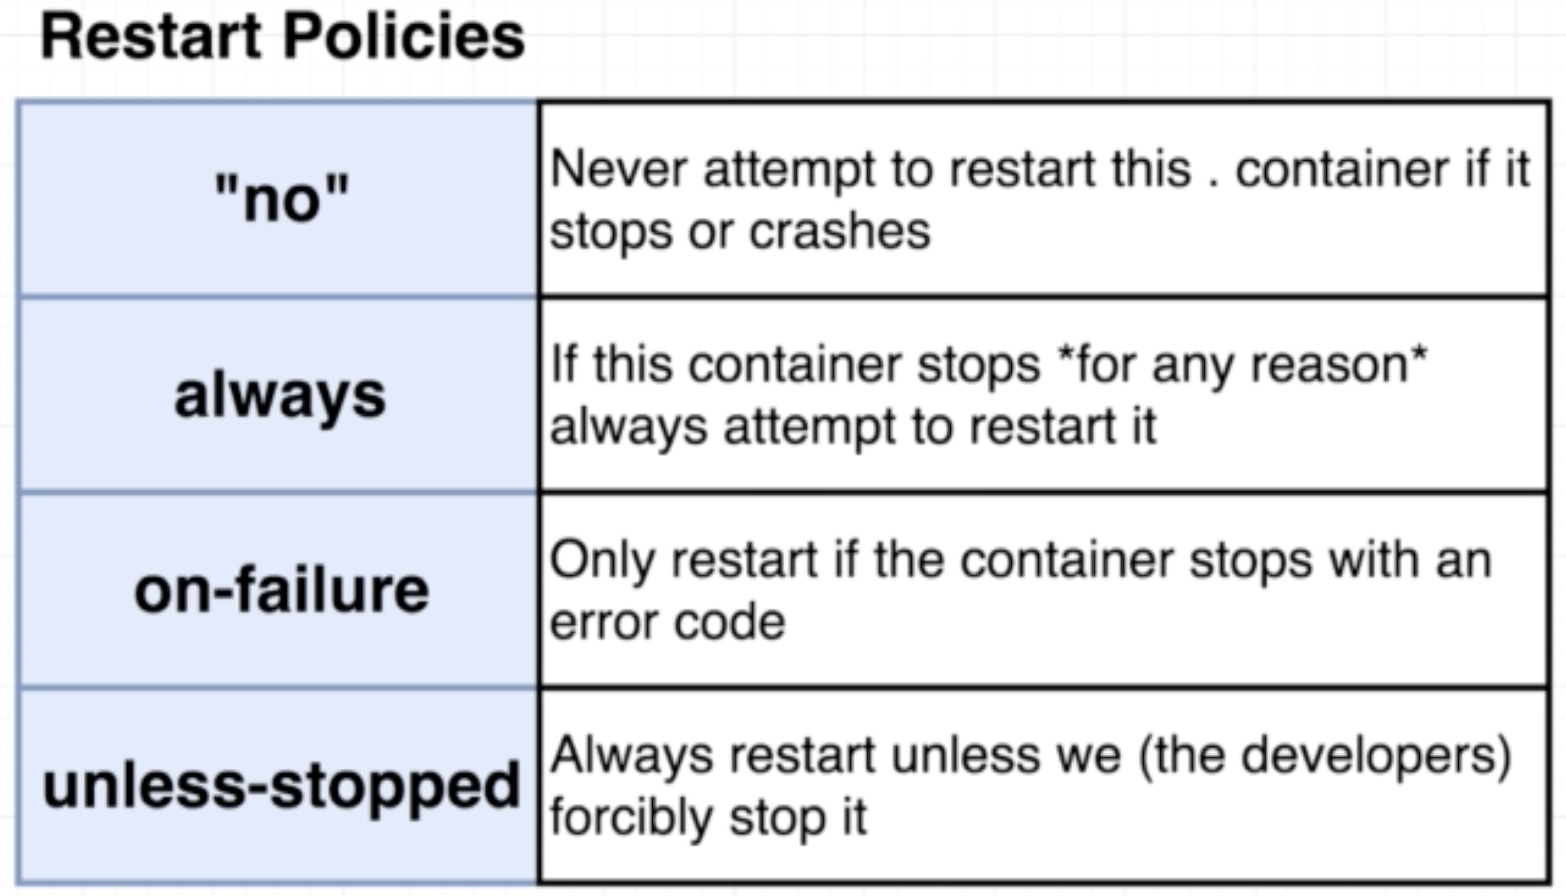 Restart Policies
"no"
Never attempt to restart this . container if it
stops or crashes
always
If this container stops *for any reason*
always attempt to restart it
on-failure
Only restart if the container stops with an
error code
unless-stopped
Always restart unless we (the developers)
forcibly stop it